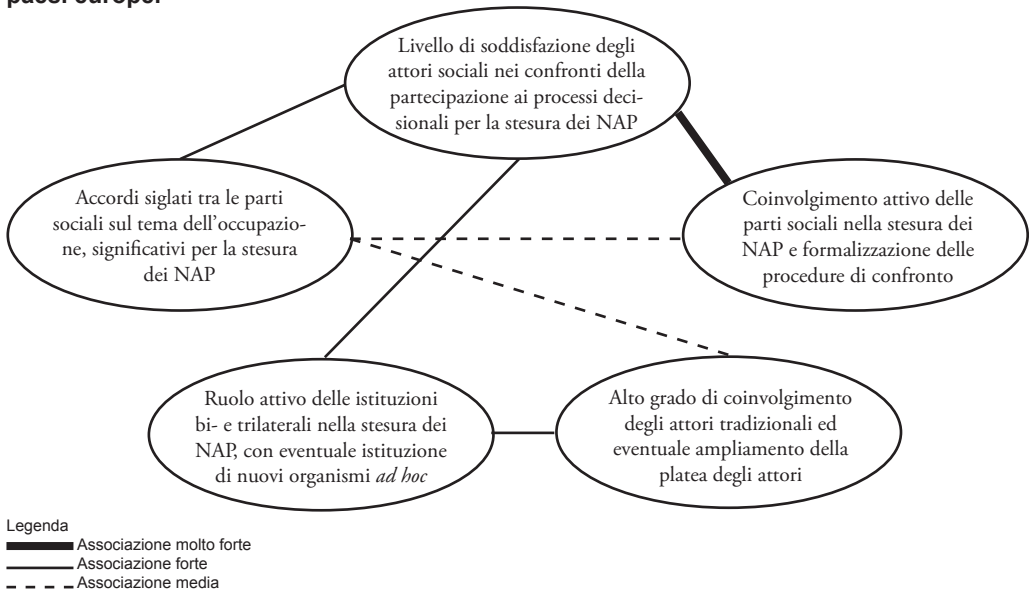 paesi europei
Livello di soddisfazione degli
attori sociali nei confronti della
partecipazione ai processi deci-
sionali per la stesura dei NAP
Accordi siglati tra le parti
sociali sul tema dell'occupazio-
ne, significativi per la stesura
dei NAP
Coinvolgimento attivo delle
parti sociali nella stesura dei
NAP e formalizzazione delle
procedure di confronto
Ruolo attivo delle istituzioni
bi- e trilaterali nella stesura dei
NAP, con eventuale istituzione
di nuovi organismi ad hoc
Alto grado di coinvolgimento
degli attori tradizionali ed
eventuale ampliamento della
platea degli attori
Legenda
Associazione molto forte
Associazione forte
Associazione media